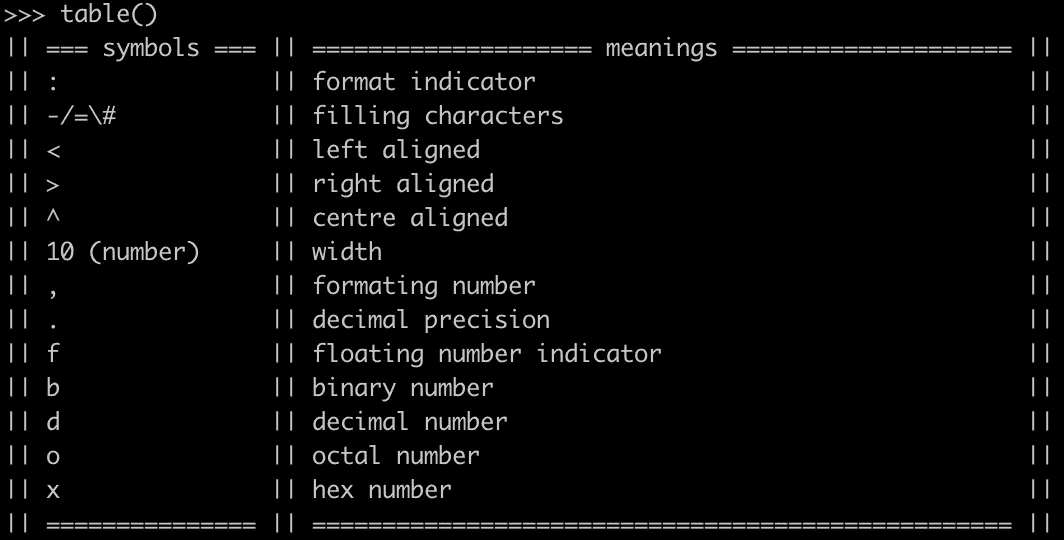 >>> table()
|| === symbols === || ==================== meanings ==================== ||
|| :               || format indicator                                   ||
|| -/=\#           || filling characters                                 ||
|| <               || left aligned                                       ||
|| >               || right aligned                                      ||
|| ^               || centre aligned                                     ||
|| 10 (number)     || width                                              ||
|| ,               || formating number                                   ||
|| .               || decimal precision                                  ||
|| f               || floating number indicator                          ||
|| b               || binary number                                      ||
|| d               || decimal number                                     ||
|| o               || octal number                                       ||
|| x               || hex number                                         ||
|| =============== || ================================================== ||